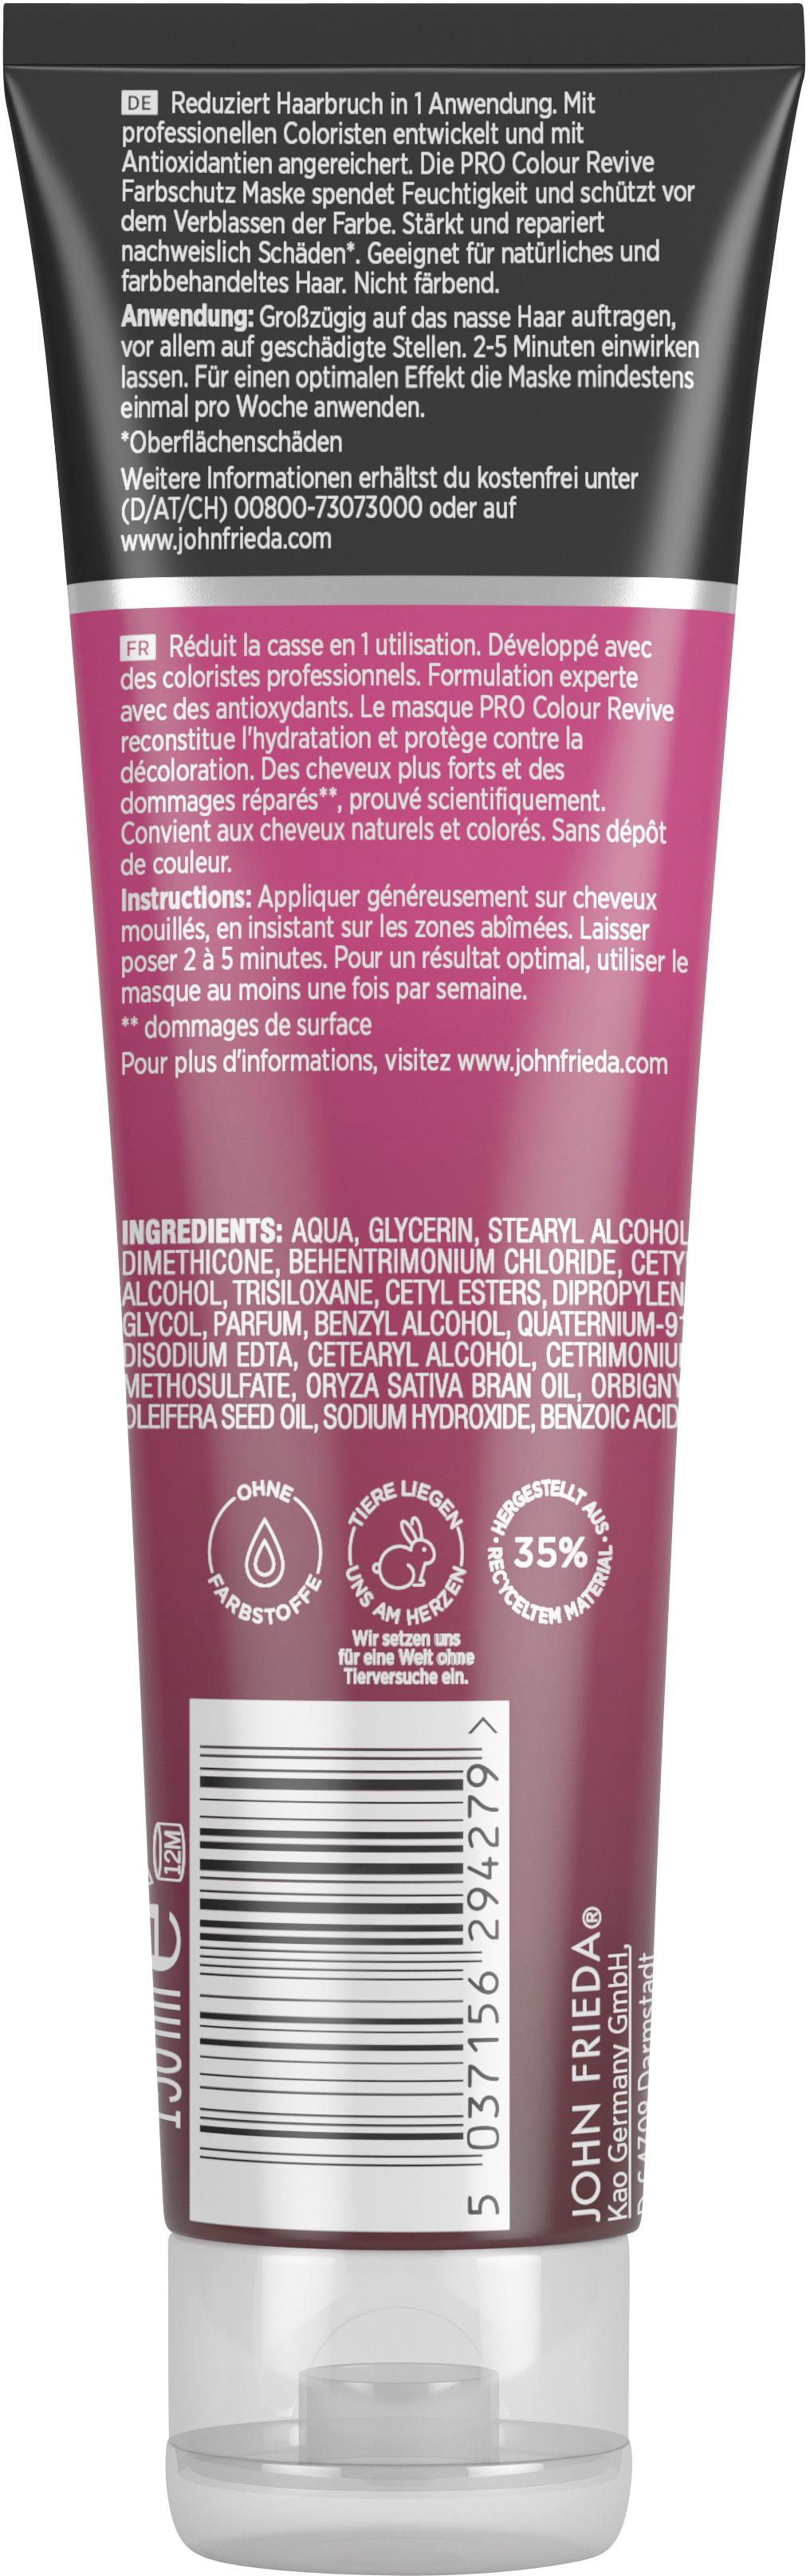 DE Reduziert Haarbruch in 1 Anwendung. Mit
professionellen Coloristen entwickelt und mit
Antioxidantien angereichert. Die PRO Colour Revive
Farbschutz Maske spendet Feuchtigkeit und schützt vor
dem Verblassen der Farbe. Stärkt und repariert
nachweislich Schäden*. Geeignet für natürliches und
farbbehandeltes Haar. Nicht färbend.
Anwendung: Großzügig auf das nasse Haar auftragen,
vor allem auf geschädigte Stellen. 2-5 Minuten einwirken
lassen. Für einen optimalen Effekt die Maske mindestens
einmal pro Woche anwenden.
*Oberflächenschäden
Weitere Informationen erhältst du kostenfrei unter
(D/AT/CH) 00800-73073000 oder auf
www.johnfrieda.com
FR Réduit la casse en 1 utilisation. Développé avec
des coloristes professionnels. Formulation experte
avec des antioxydants. Le masque PRO Colour Revive
reconstitue l'hydratation et protège contre la
décoloration. Des cheveux plus forts et des
dommages réparés**, prouvé scientifiquement.
Convient aux cheveux naturels et colorés. Sans dépôt
de couleur.
Instructions: Appliquer généreusement sur cheveux
mouillés, en insistant sur les zones abîmées. Laisser
poser 2 à 5 minutes. Pour un résultat optimal, utiliser le
masque au moins une fois par semaine.
** dommages de surface
Pour plus d'informations, visitez www.johnfrieda.com
INGREDIENTS: AQUA, GLYCERIN, STEARYL ALCOHOL
DIMETHICONE, BEHENTRIMONIUM CHLORIDE, CETY
ALCOHOL, TRISILOXANE, CETYL ESTERS, DIPROPYLEN
GLYCOL, PARFUM, BENZYL ALCOHOL, QUATERNIUM-9
DISODIUM EDTA, CETEARYL ALCOHOL, CETRIMONIU
METHOSULFATE, ORYZA SATIVA BRAN OIL, ORBIGNY
OLEIFERA SEED OIL, SODIUM HYDROXIDE, BENZOIC ACID
OHNE
FARBSTOFFE
TIERE LIEGEN
UNS AM HERZEN
Wir setzen uns
für eine Welt ohne
Tierversuche ein.
HERGESTELLT AUS
35%
RECYCELTEM MATERIAL
12M
5 037156 294279 >
JOHN FRIEDA®
Kao Germany GmbH,
Darmstadt